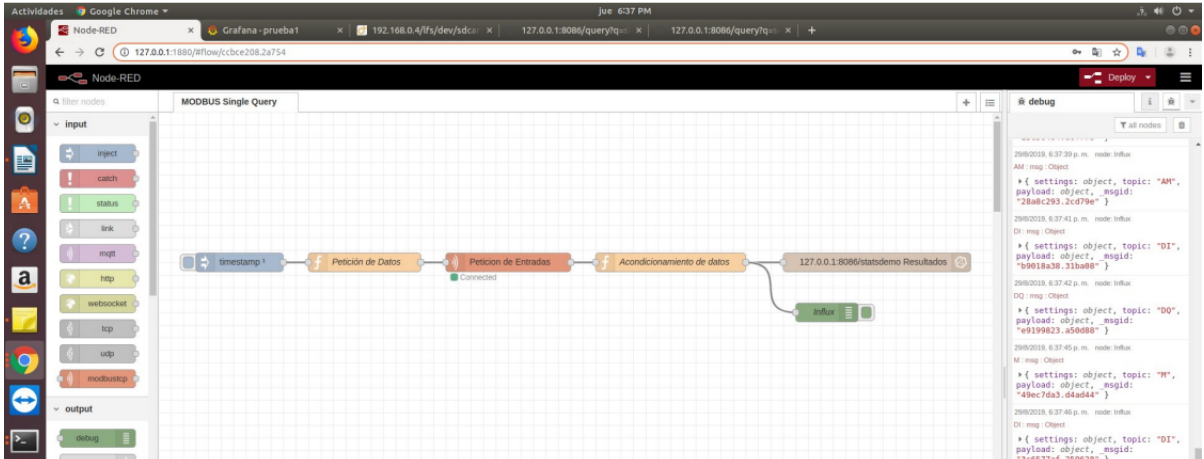 Actividades Google Chrome ▾ jue 6:37 PM
Node-RED × Grafana - prueba1 × 192.168.0.4/lfs/dev/sdcar × 127.0.0.1:8086/query?q= × 127.0.0.1:8086/query?q= × +
127.0.0.1:1880/#flow/ccbce208.2a754
Node-RED Deploy
filter nodes MODBUS Single Query + debug i
all nodes
input
inject
catch
status
link
mqtt
http
websocket
tcp
udp
modbustcp
output
debug
timestamp ¹ Petición de Datos Peticion de Entradas Acondicionamiento de datos 127.0.0.1:8086/statsdemo Resultados
Connected
Influx
29/8/2019, 6:37:39 p. m. node: Influx
AM : msg : Object
▸{ settings: object, topic: "AM",
payload: object, _msgid:
"28a8c293.2cd79e" }
29/8/2019, 6:37:41 p. m. node: Influx
DI : msg : Object
▸{ settings: object, topic: "DI",
payload: object, _msgid:
"b9018a38.31ba08" }
29/8/2019, 6:37:42 p. m. node: Influx
DQ : msg : Object
▸{ settings: object, topic: "DQ",
payload: object, _msgid:
"e9199823.a50d88" }
29/8/2019, 6:37:45 p. m. node: Influx
M : msg : Object
▸{ settings: object, topic: "M",
payload: object, _msgid:
"49ec7da3.d4ad44" }
29/8/2019, 6:37:46 p. m. node: Influx
DI : msg : Object
▸{ settings: object, topic: "DI",
payload: object, _msgid: